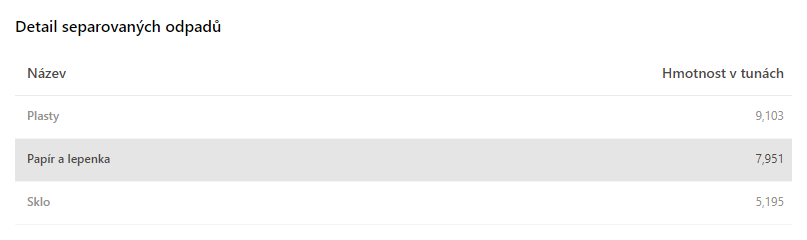 Detail separovaných odpadů
Název Hmotnost v tunách
Plasty 9,103
Papír a lepenka 7,951
Sklo 5,195